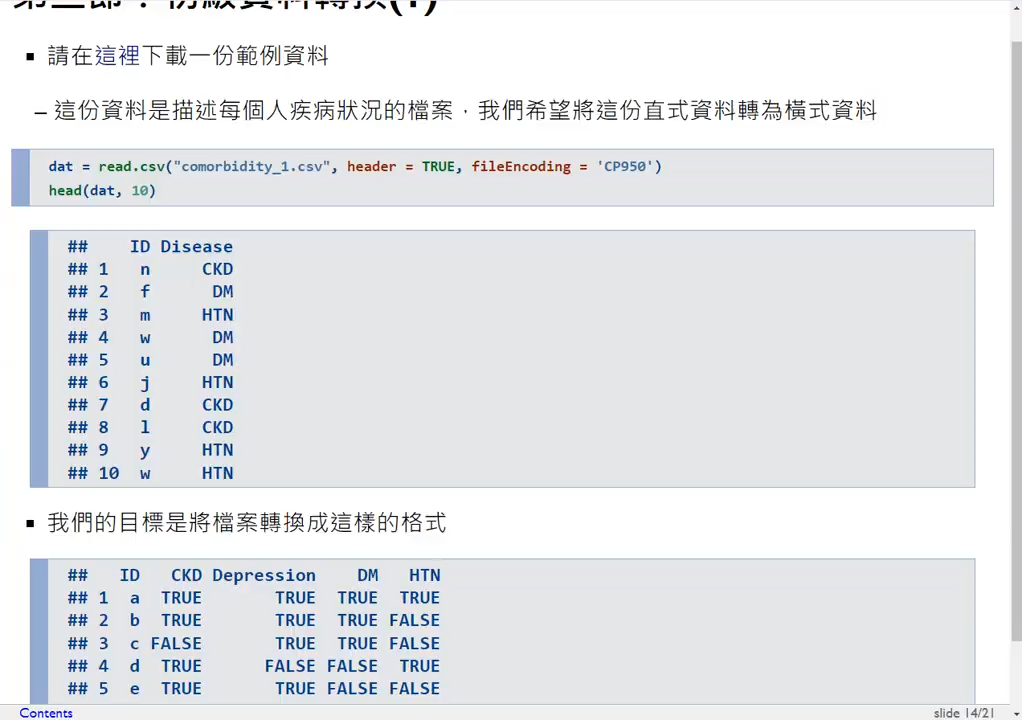 請在這裡下載一份範例資料
– 這份資料是描述每個人疾病狀況的檔案，我們希望將這份直式資料轉為橫式資料
dat = read.csv("comorbidity_1.csv", header = TRUE, fileEncoding = 'CP950')
head(dat, 10)
## ID Disease
## 1 n CKD
## 2 f DM
## 3 m HTN
## 4 w DM
## 5 u DM
## 6 j HTN
## 7 d CKD
## 8 l CKD
## 9 y HTN
## 10 w HTN
我們的目標是將檔案轉換成這樣的格式
## ID CKD Depression DM HTN
## 1 a TRUE TRUE TRUE TRUE
## 2 b TRUE TRUE TRUE FALSE
## 3 c FALSE TRUE TRUE FALSE
## 4 d TRUE FALSE FALSE TRUE
## 5 e TRUE TRUE FALSE FALSE
Contents
slide 14/21